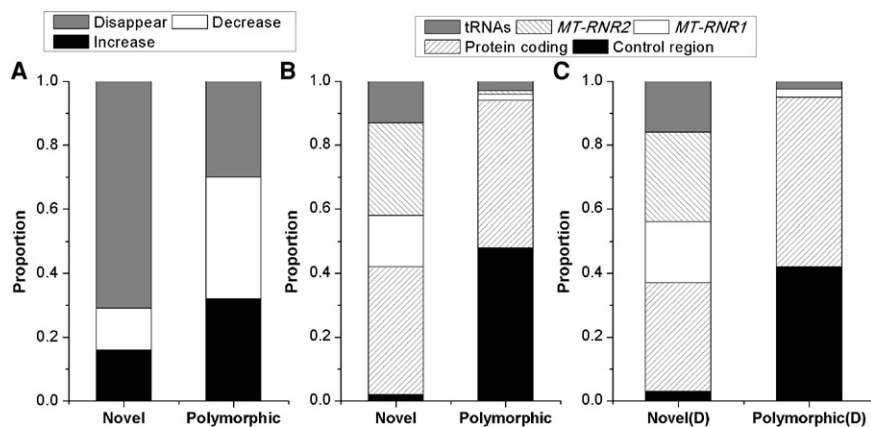 Disappear Decrease
Increase
tRNAs MT-RNR2 MT-RNR1
Protein coding Control region
A
1.0
0.8
0.6
0.4
0.2
0.0
Proportion
Novel Polymorphic
B
1.0
0.8
0.6
0.4
0.2
0.0
Proportion
Novel Polymorphic
C
1.0
0.8
0.6
0.4
0.2
0.0
Proportion
Novel(D) Polymorphic(D)